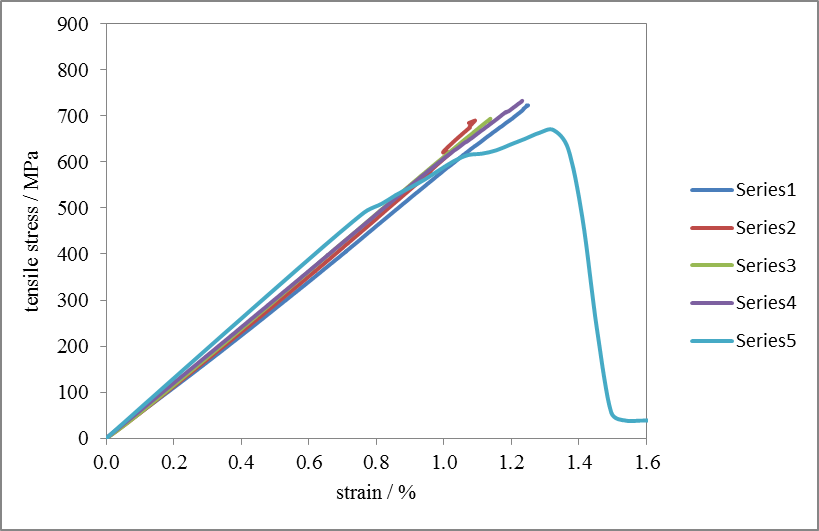 900
800
700
600
500
400
300
200
100
0
tensile stress / MPa
0.0 0.2 0.4 0.6 0.8 1.0 1.2 1.4 1.6
strain / %
Series1
Series2
Series3
Series4
Series5